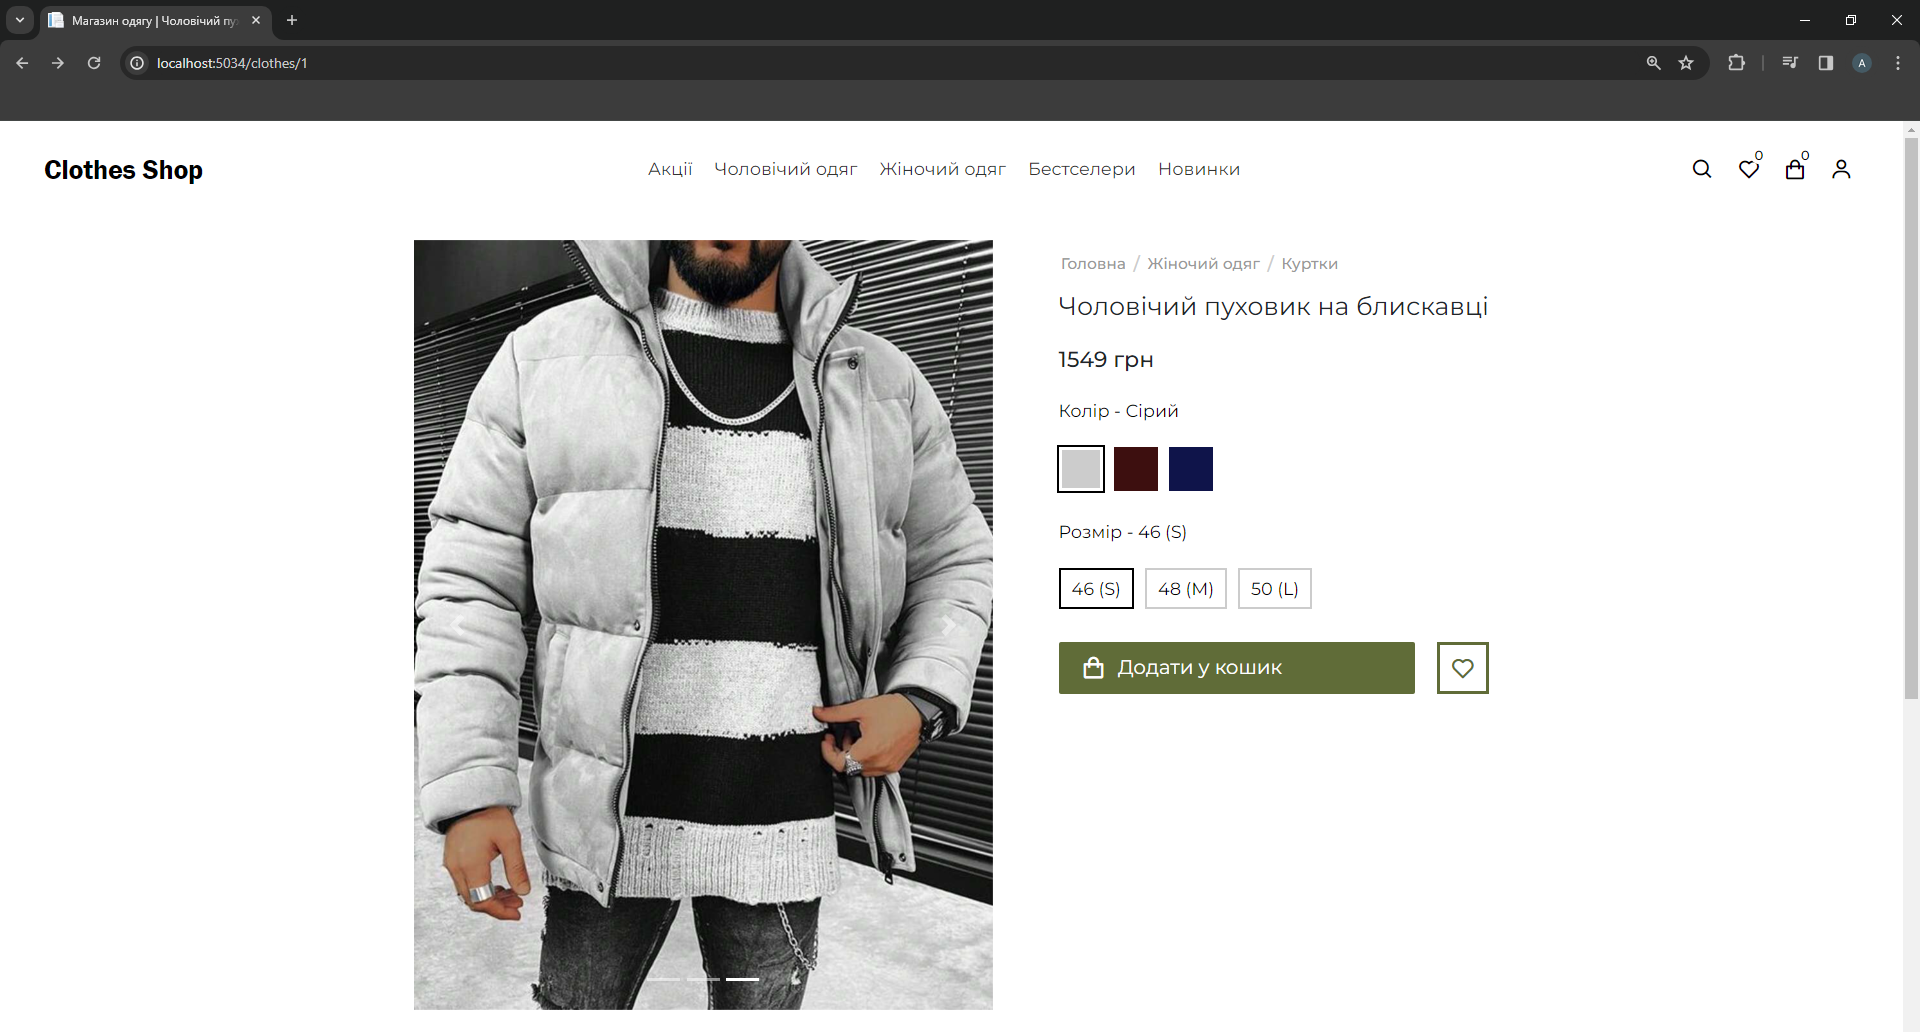 Магазин одягу | Чоловічий пу
localhost:5034/clothes/1
A
Clothes Shop
Акції Чоловічий одяг Жіночий одяг Бестселери Новинки
0 0
Головна / Жіночий одяг / Куртки
Чоловічий пуховик на блискавці
1549 грн
Колір - Сірий
Розмір - 46 (S)
46 (S) 48 (M) 50 (L)
Додати у кошик